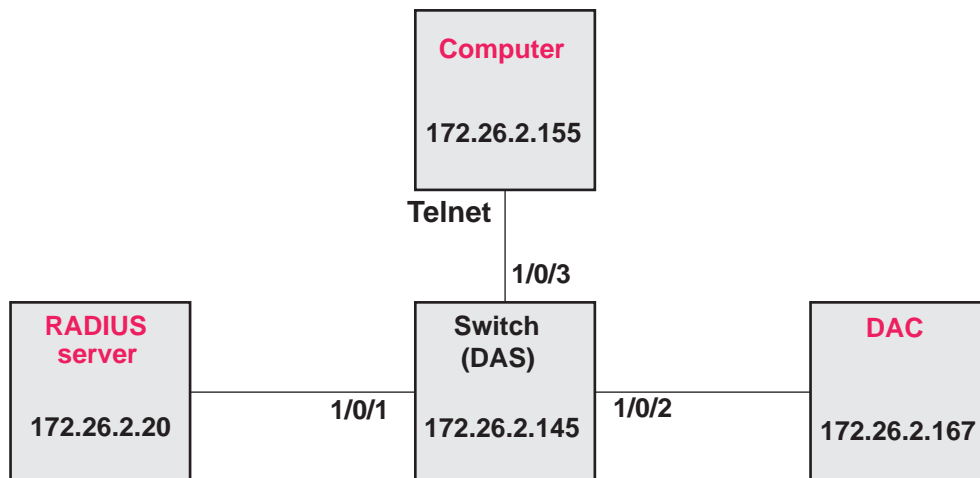 Computer
172.26.2.155
Telnet
1/0/3
RADIUS
server
172.26.2.20
1/0/1
Switch
(DAS)
172.26.2.145
1/0/2
DAC
172.26.2.167